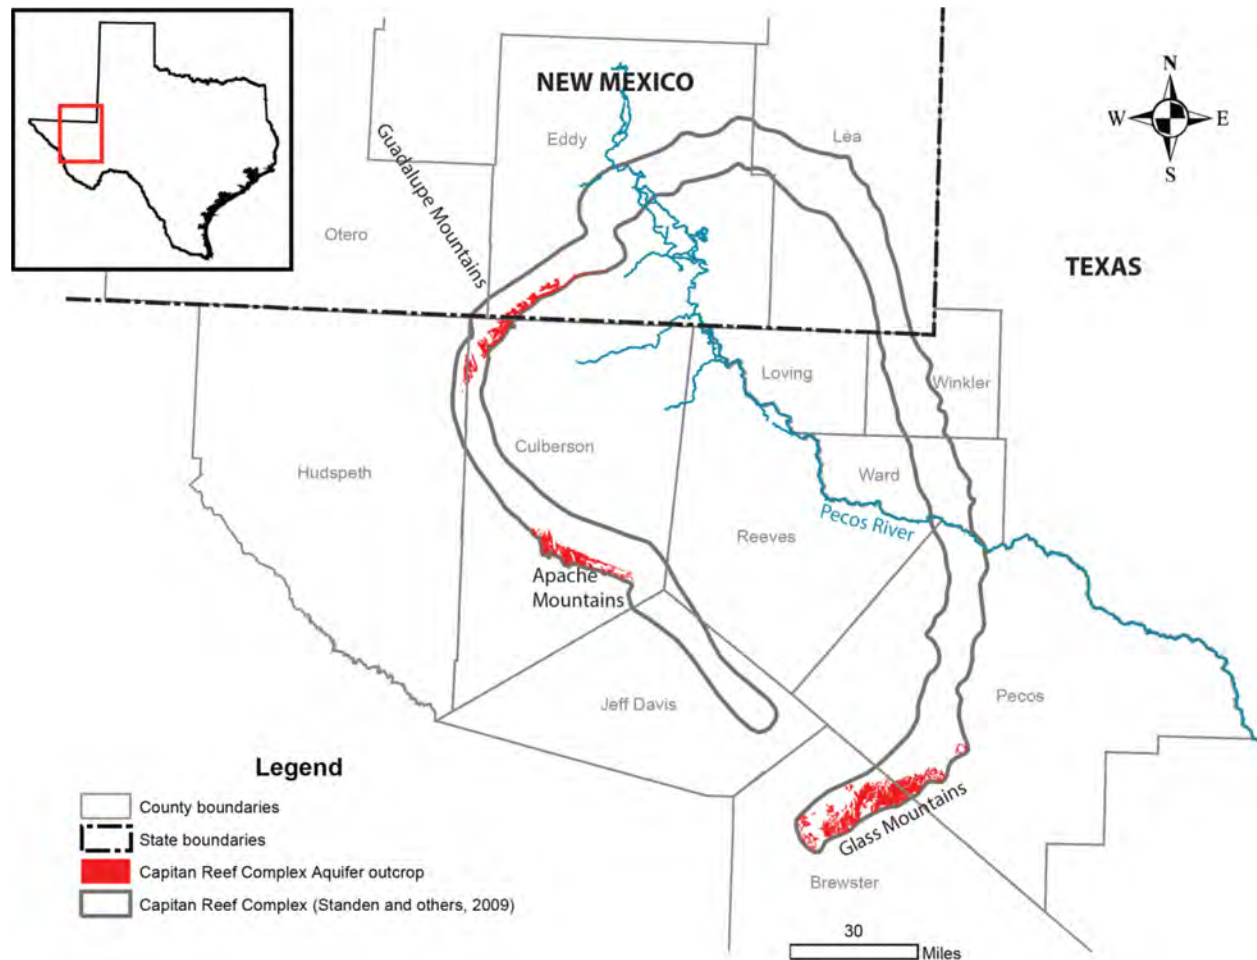 NEW MEXICO
N
W
E
S
Eddy
Lea
Guadalupe Mountains
Otero
TEXAS
Loving
Winkler
Culberson
Hudspeth
Ward
Pecos River
Reeves
Apache
Mountains
Pecos
Jeff Davis
Glass Mountains
Brewster
Legend
County boundaries
State boundaries
Capitan Reef Complex Aquifer outcrop
Capitan Reef Complex (Standen and others, 2009)
30
Miles